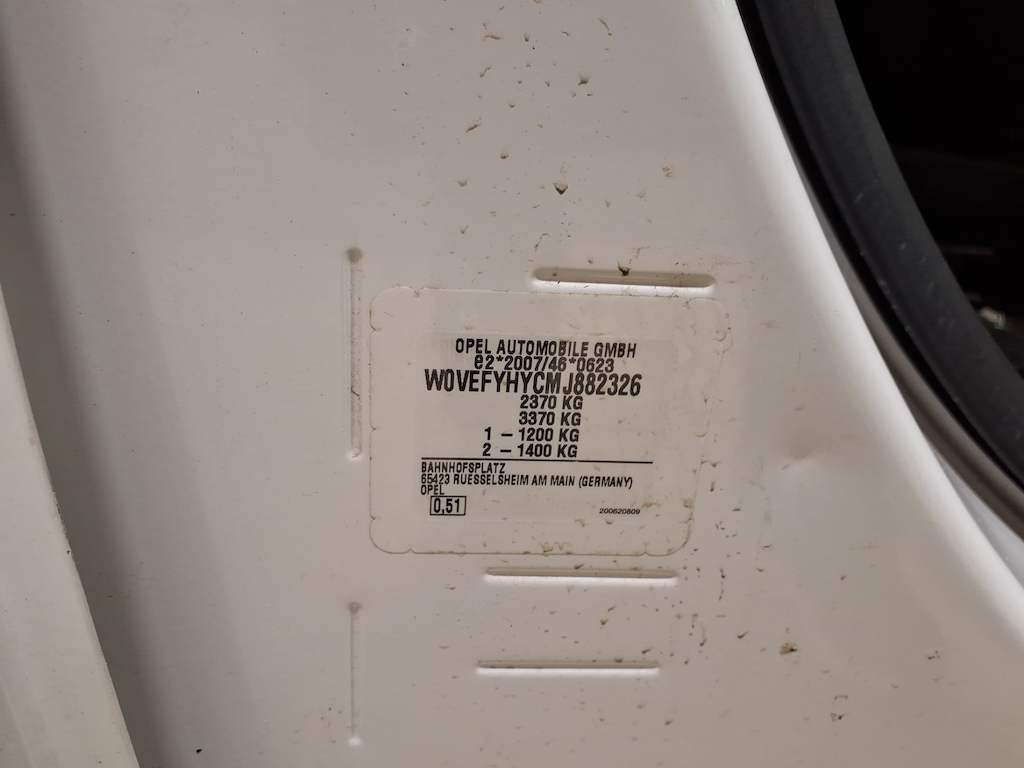 OPEL AUTOMOBILE GMBH
e2*2007/46*0623
W0VEFYHYCMJ882326
2370 KG
3370 KG
1 - 1200 KG
2 - 1400 KG
BAHNHOFSPLATZ
65423 RUESSELSHEIM AM MAIN (GERMANY)
OPEL
0,51
200620809